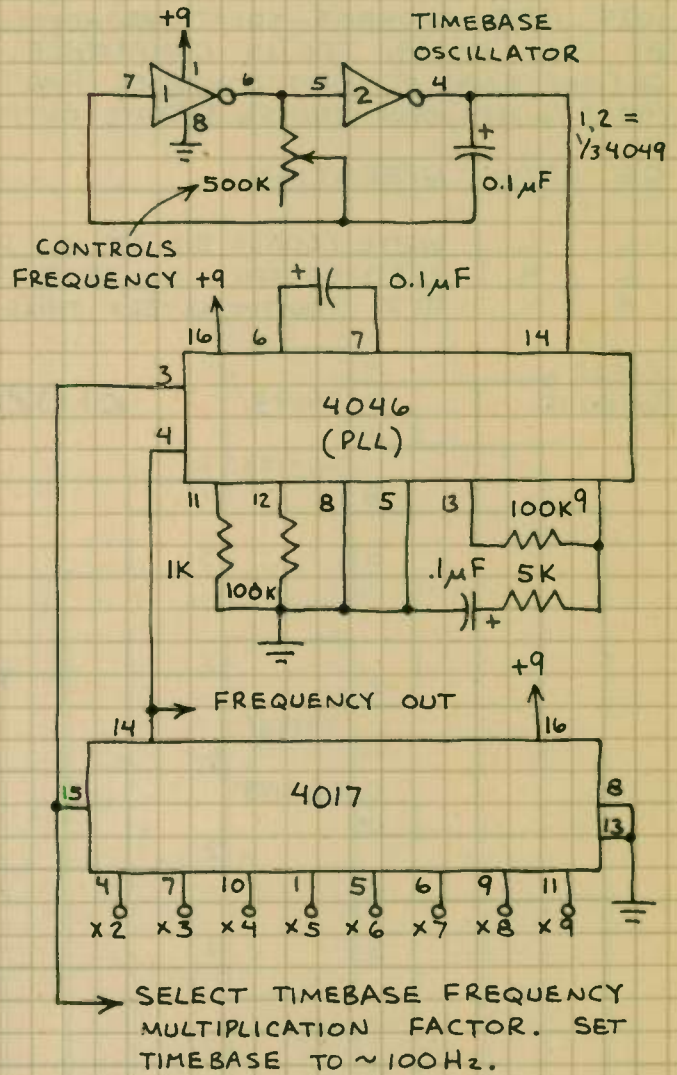 +9
TIMEBASE
OSCILLATOR
7 1 1 6 5 2 4
8
1,2 =
1/3 4049
500K
+
0.1µF
CONTROLS
FREQUENCY +9
+ 0.1µF
16 6 7 14
3
4046
(PLL)
4
11 12 8 5 13 9
100K
1K
100K
.1µF 5K
+
+9
FREQUENCY OUT
14 16
15
4017
8
13
4 7 10 1 5 6 9 11
x2 x3 x4 x5 x6 x7 x8 x9
SELECT TIMEBASE FREQUENCY
MULTIPLICATION FACTOR. SET
TIMEBASE TO ~100Hz.